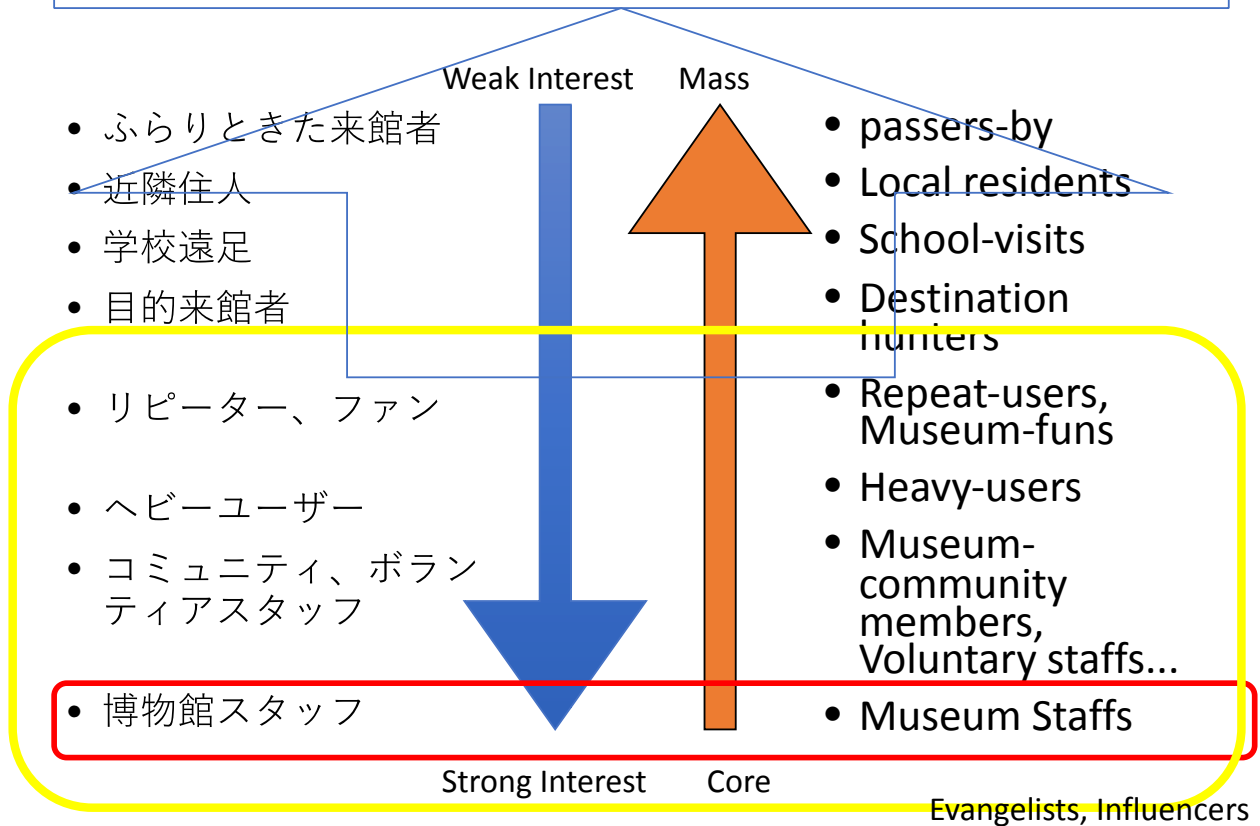 Weak Interest
Mass
• ふらりときた来館者
• 近隣住人
• 学校遠足
• 目的来館者
• リピーター、ファン
• ヘビーユーザー
• コミュニティ、ボラン
ティアスタッフ
• 博物館スタッフ
• passers-by
• Local residents
• School-visits
• Destination
hunters
• Repeat-users,
Museum-funs
• Heavy-users
• Museum-
community
members,
Voluntary staffs...
• Museum Staffs
Strong Interest
Core
Evangelists, Influencers